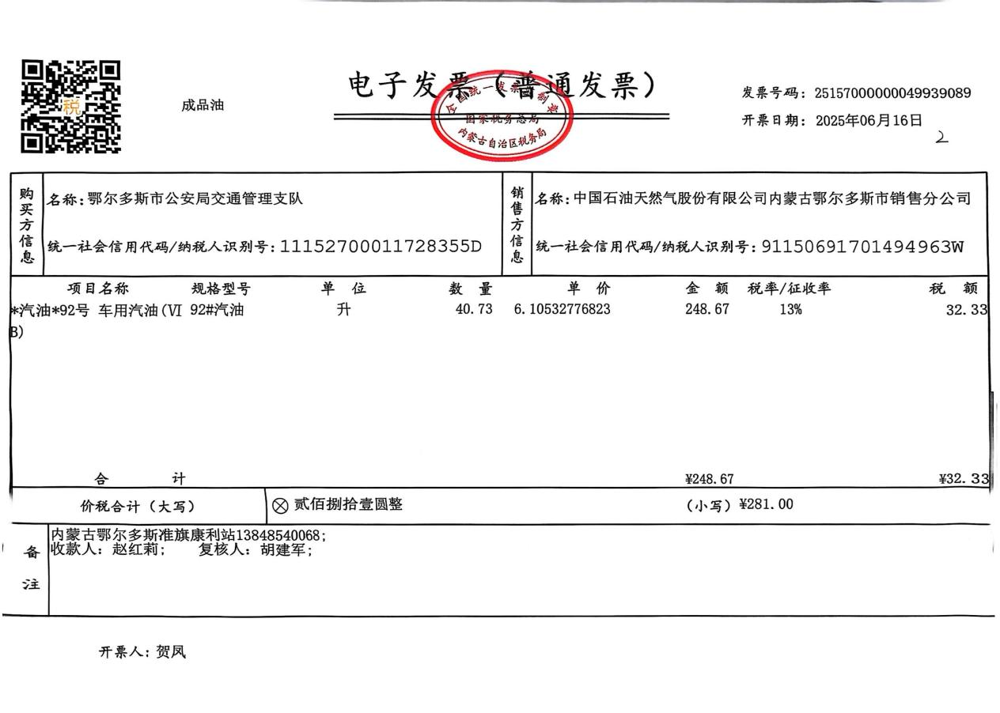 电子发票（普通发票）
全国统一发票监制章
国家税务总局
内蒙古自治区税务局
税
成品油
发票号码：25157000000049939089
开票日期：2025年06月16日
2
购买方信息
名称：鄂尔多斯市公安局交通管理支队
统一社会信用代码/纳税人识别号：11152700011728355D
销售方信息
名称：中国石油天然气股份有限公司内蒙古鄂尔多斯市销售分公司
统一社会信用代码/纳税人识别号：91150691701494963W
项目名称 规格型号 单位 数量 单价 金额 税率/征收率 税额
*汽油*92号 车用汽油(VI 92#汽油 升 40.73 6.10532776823 248.67 13% 32.33
B)
合计 ¥248.67 ¥32.33
价税合计（大写） ⊗ 贰佰捌拾壹圆整 （小写）¥281.00
备注
内蒙古鄂尔多斯准旗康利站13848540068;
收款人：赵红莉； 复核人：胡建军；
开票人：贺凤